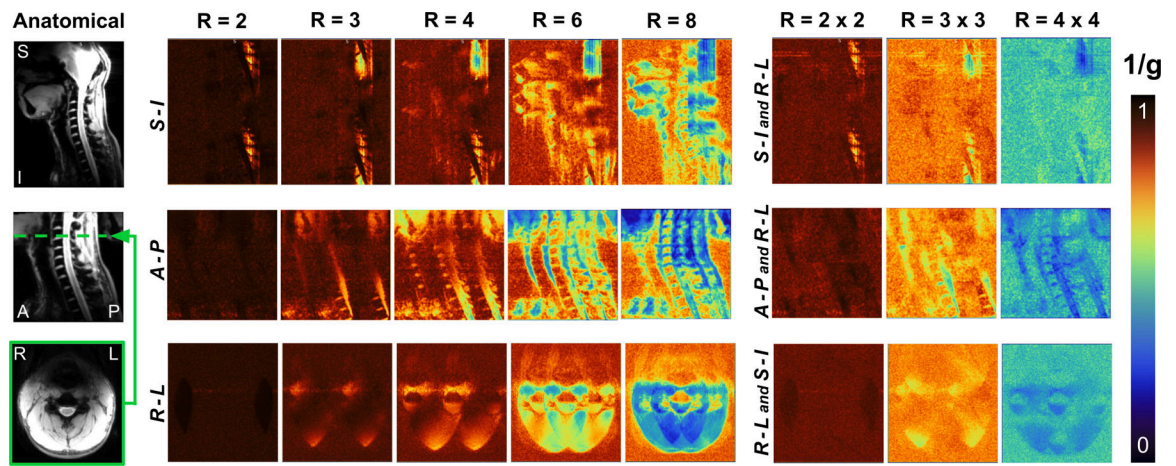 Anatomical R = 2 R = 3 R = 4 R = 6 R = 8 R = 2 x 2 R = 3 x 3 R = 4 x 4
1/g
S
I
S-I
S-I and R-L
1
A P
A-P
A-P and R-L
R L
R-L
R-L and S-I
0